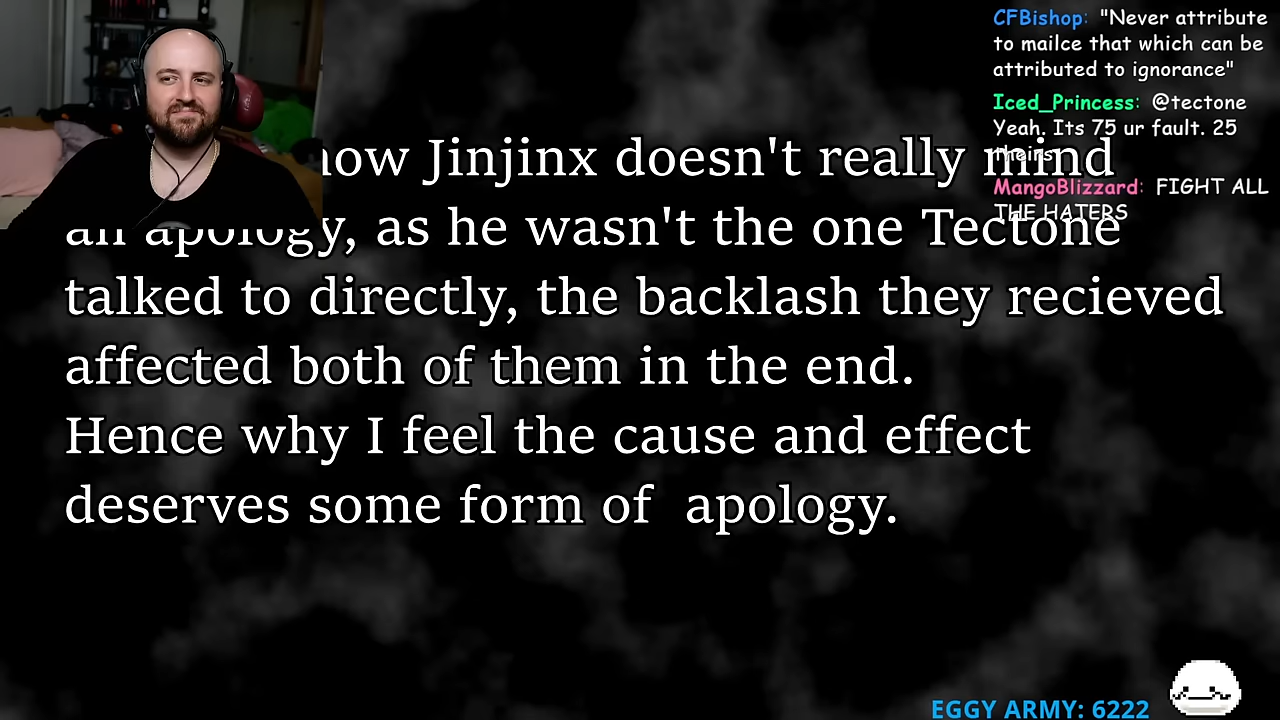 how Jinjinx doesn't really mind
an apology, as he wasn't the one Tectone
talked to directly, the backlash they recieved
affected both of them in the end.
Hence why I feel the cause and effect
deserves some form of apology.
CFBishop: "Never attribute
to mailce that which can be
attributed to ignorance"
Iced_Princess: @tectone
Yeah. Its 75 ur fault. 25
theirs.
MangoBlizzard: FIGHT ALL
THE HATERS
EGGY ARMY: 6222